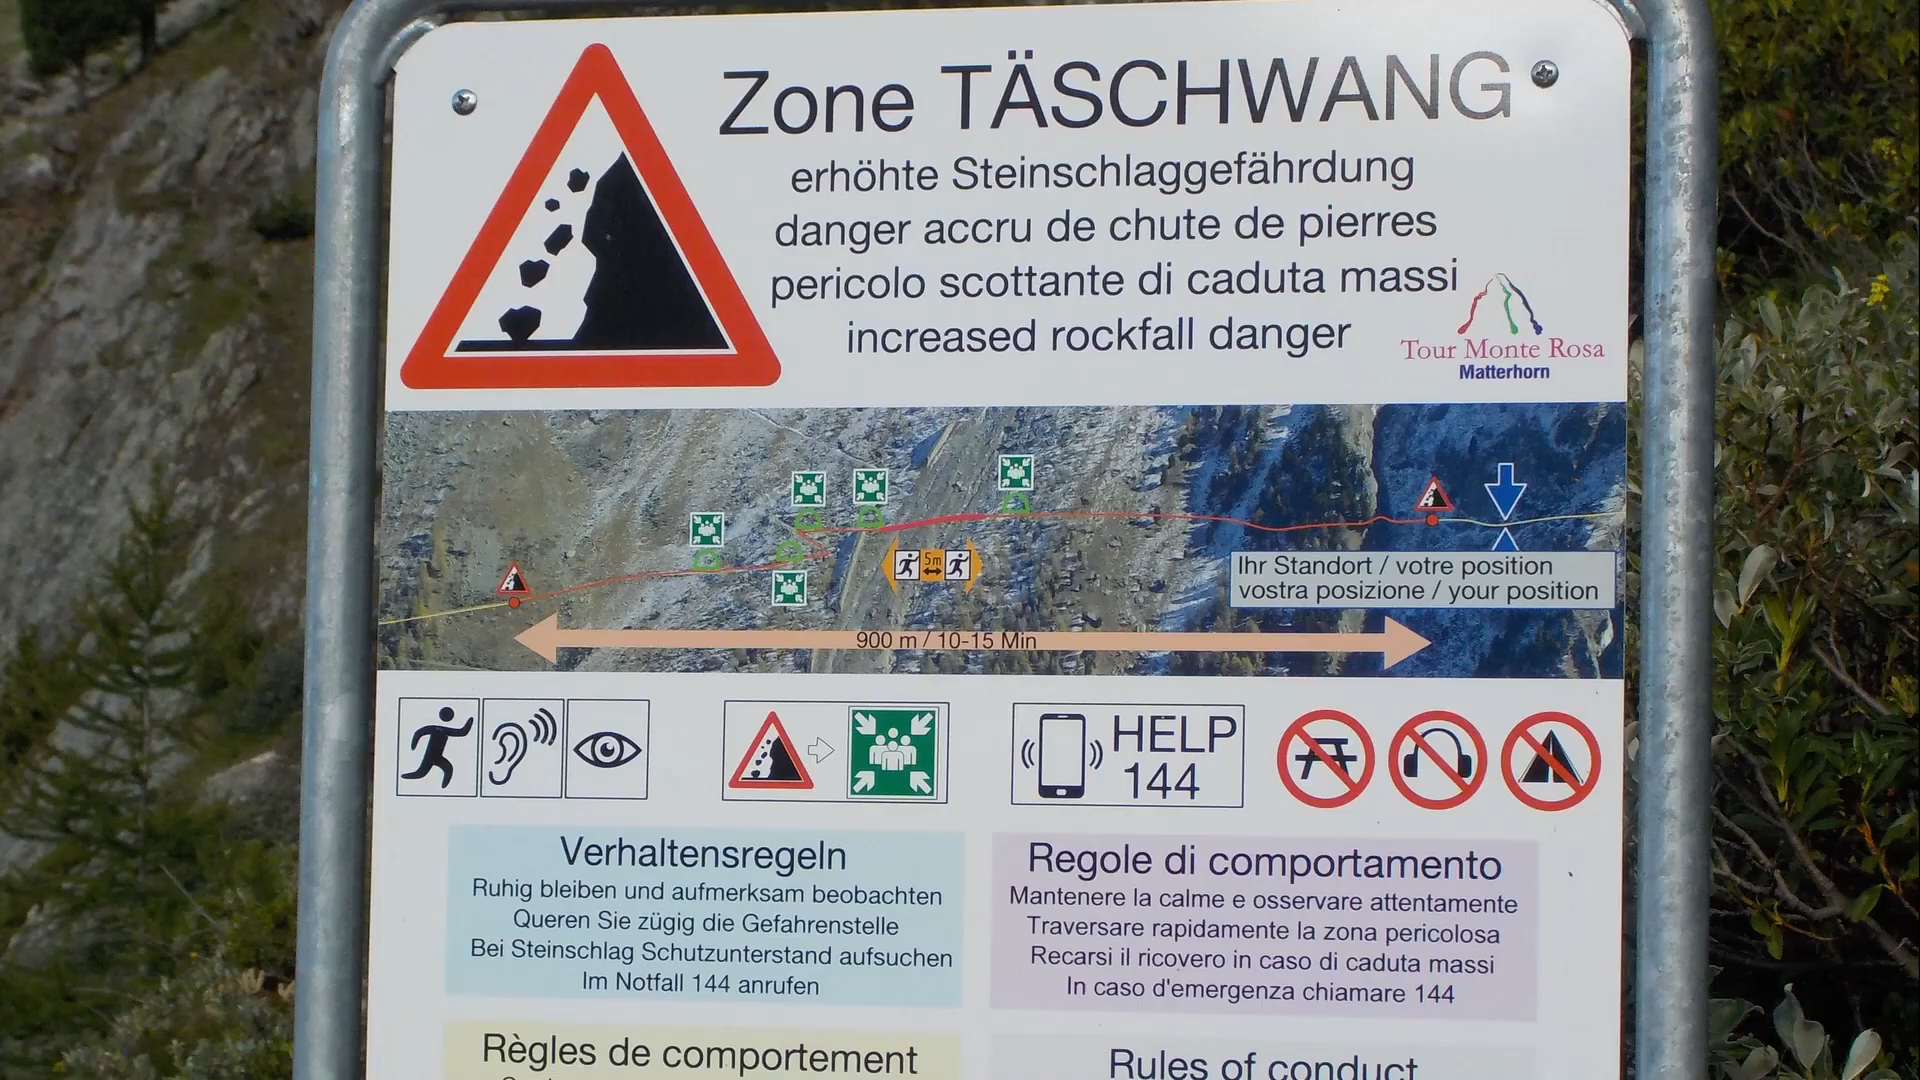 Zone TÄSCHWANG
erhöhte Steinschlaggefährdung
danger accru de chute de pierres
pericolo scottante di caduta massi
increased rockfall danger
Tour Monte Rosa
Matterhorn
5m
Ihr Standort / votre position
vostra posizione / your position
900 m / 10-15 Min
HELP
144
Verhaltensregeln
Ruhig bleiben und aufmerksam beobachten
Queren Sie zügig die Gefahrenstelle
Bei Steinschlag Schutzunterstand aufsuchen
Im Notfall 144 anrufen
Regole di comportamento
Mantenere la calme e osservare attentamente
Traversare rapidamente la zona pericolosa
Recarsi il ricovero in caso di caduta massi
In caso d'emergenza chiamare 144
Règles de comportement
Rules of conduct